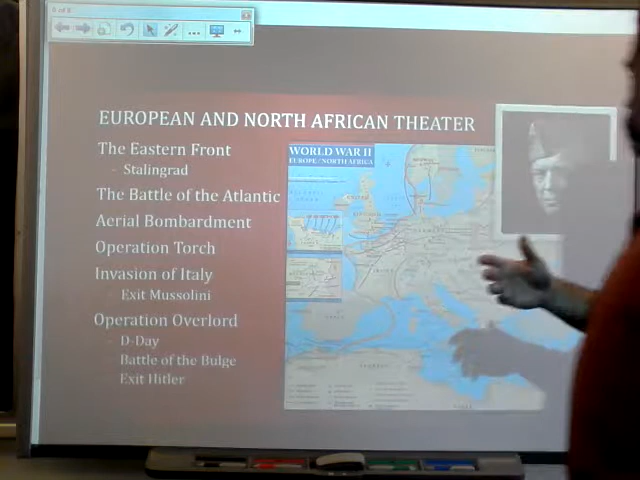 EUROPEAN AND NORTH AFRICAN THEATER
The Eastern Front
- Stalingrad
The Battle of the Atlantic
Aerial Bombardment
Operation Torch
Invasion of Italy
- Exit Mussolini
Operation Overlord
- D-Day
Battle of the Bulge
Exit Hitler
WORLD WAR II
EUROPE/NORTH AFRICA